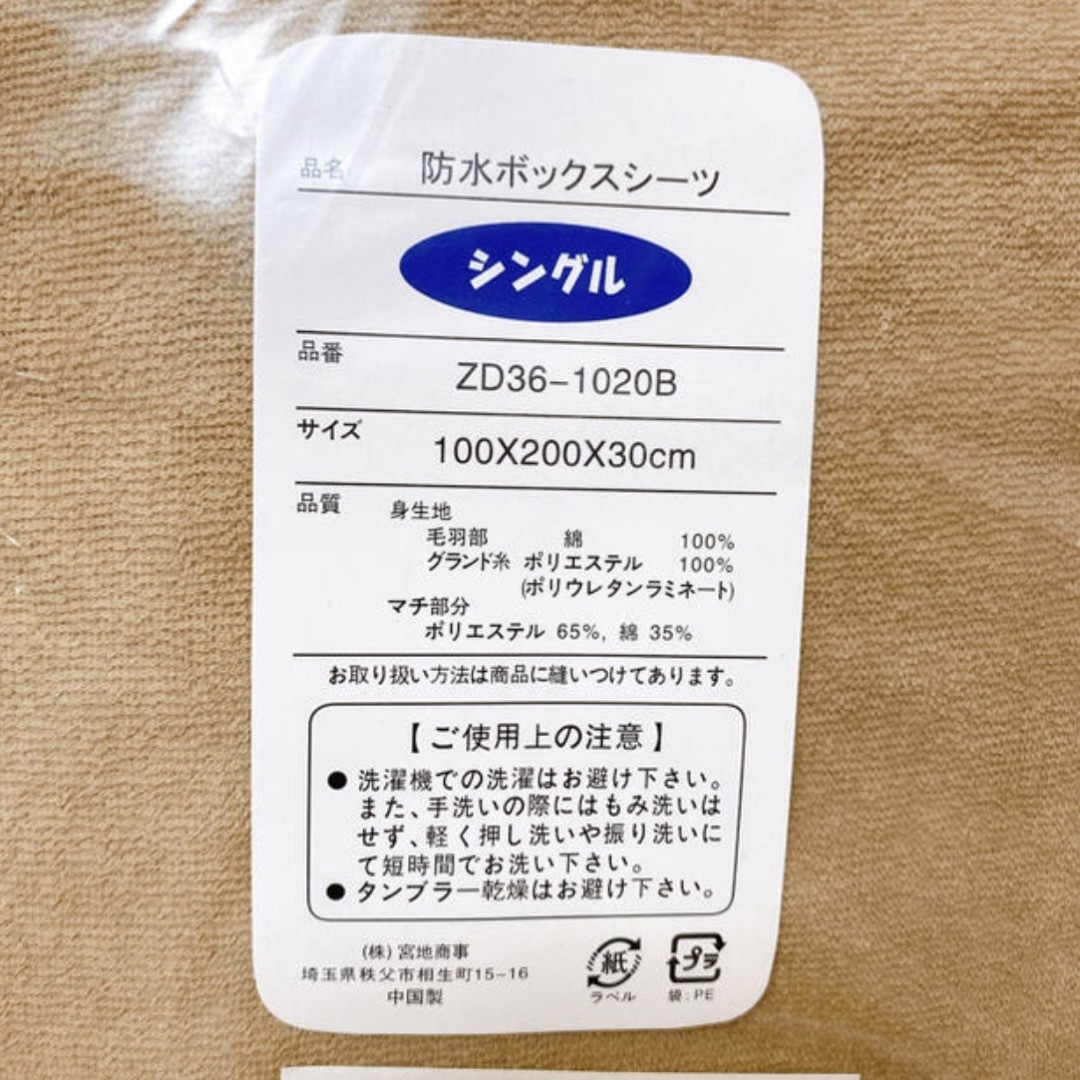 品名 防水ボックスシーツ
シングル
品番 ZD36-1020B
サイズ 100X200X30cm
品質 身生地
毛羽部 綿 100%
グランド糸 ポリエステル 100%
(ポリウレタンラミネート)
マチ部分
ポリエステル 65%, 綿 35%
お取り扱い方法は商品に縫いつけてあります。
【ご使用上の注意】
● 洗濯機での洗濯はお避け下さい。
また、手洗いの際にはもみ洗いは
せず、軽く押し洗いや振り洗いに
て短時間でお洗い下さい。
● タンブラー乾燥はお避け下さい。
(株)宮地商事
埼玉県秩父市相生町15-16
中国製
紙 プラ
ラベル 袋:PE